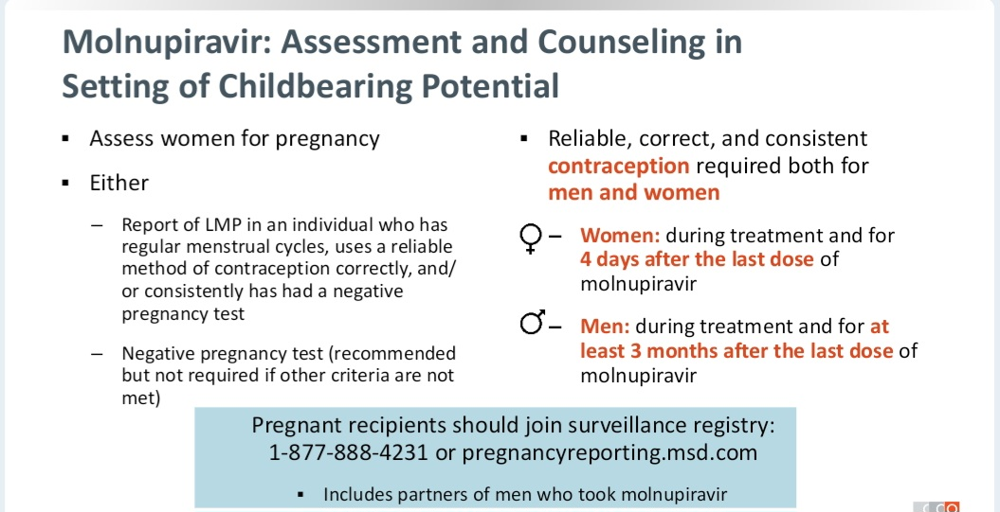 Molnupiravir: Assessment and Counseling in
Setting of Childbearing Potential
▪ Assess women for pregnancy
▪ Either
– Report of LMP in an individual who has
regular menstrual cycles, uses a reliable
method of contraception correctly, and/
or consistently has had a negative
pregnancy test
– Negative pregnancy test (recommended
but not required if other criteria are not
met)
▪ Reliable, correct, and consistent
contraception required both for
men and women
♀ – Women: during treatment and for
4 days after the last dose of
molnupiravir
♂ – Men: during treatment and for at
least 3 months after the last dose of
molnupiravir
Pregnant recipients should join surveillance registry:
1-877-888-4231 or pregnancyreporting.msd.com
▪ Includes partners of men who took molnupiravir